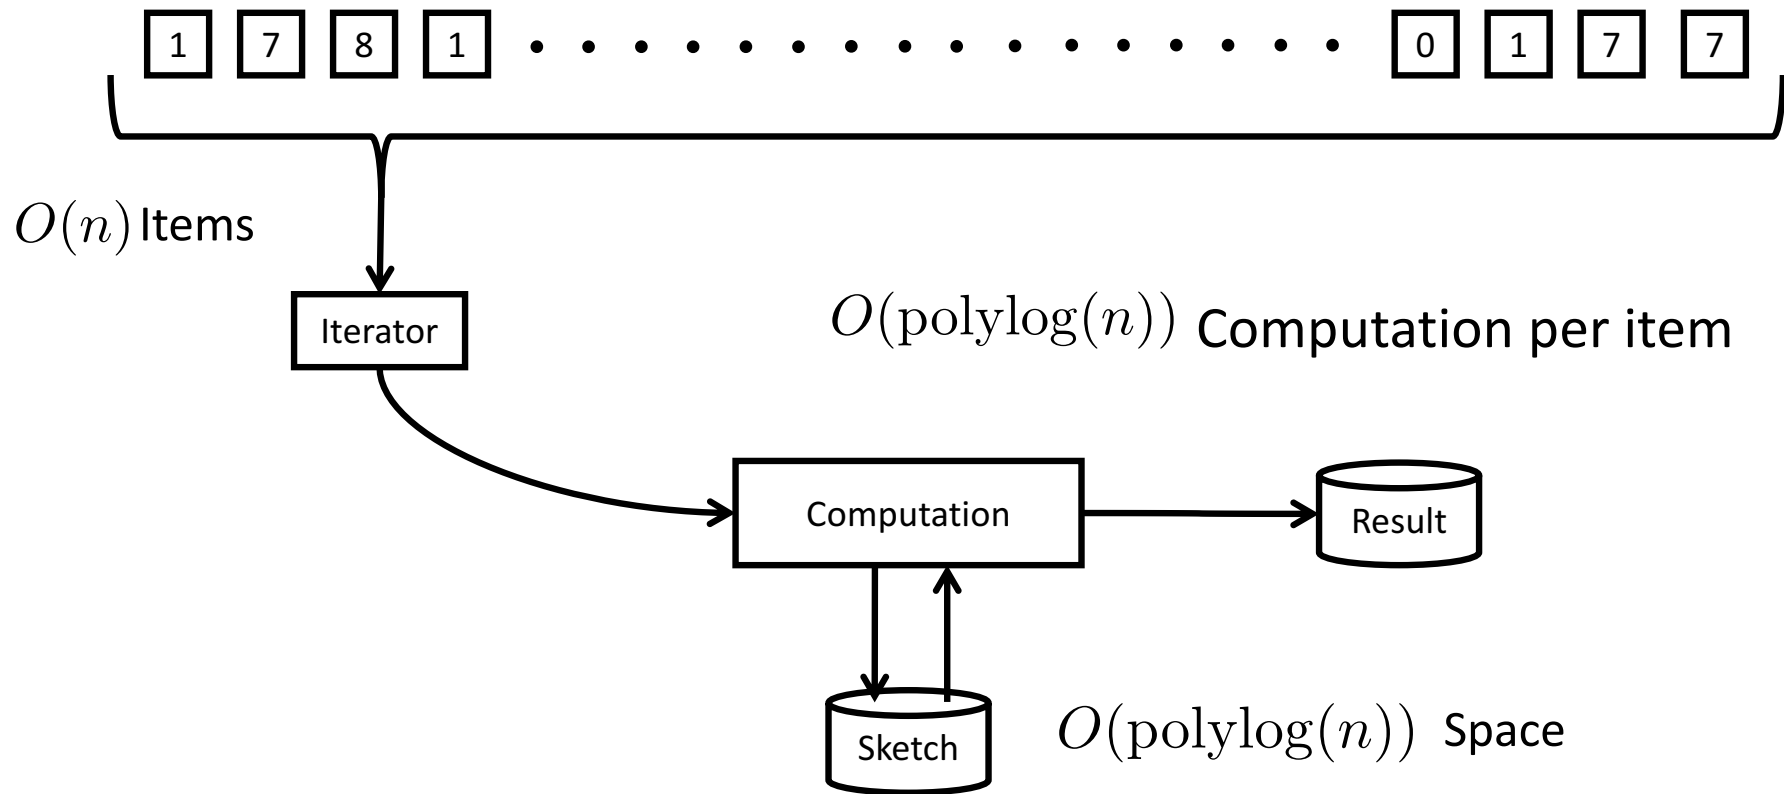 1 7 8 1 . . . . . . . . . . . . . . . . 0 1 7 7
O(n) Items
Iterator
O(polylog(n)) Computation per item
Computation
Result
Sketch
O(polylog(n)) Space